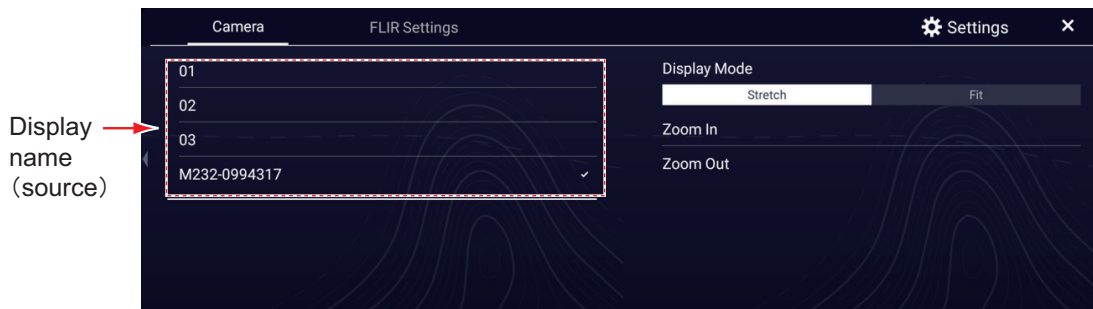 Camera
FLIR Settings
Settings
01
02
03
M232-0994317
Display
name
（source）
Display Mode
Stretch
Fit
Zoom In
Zoom Out